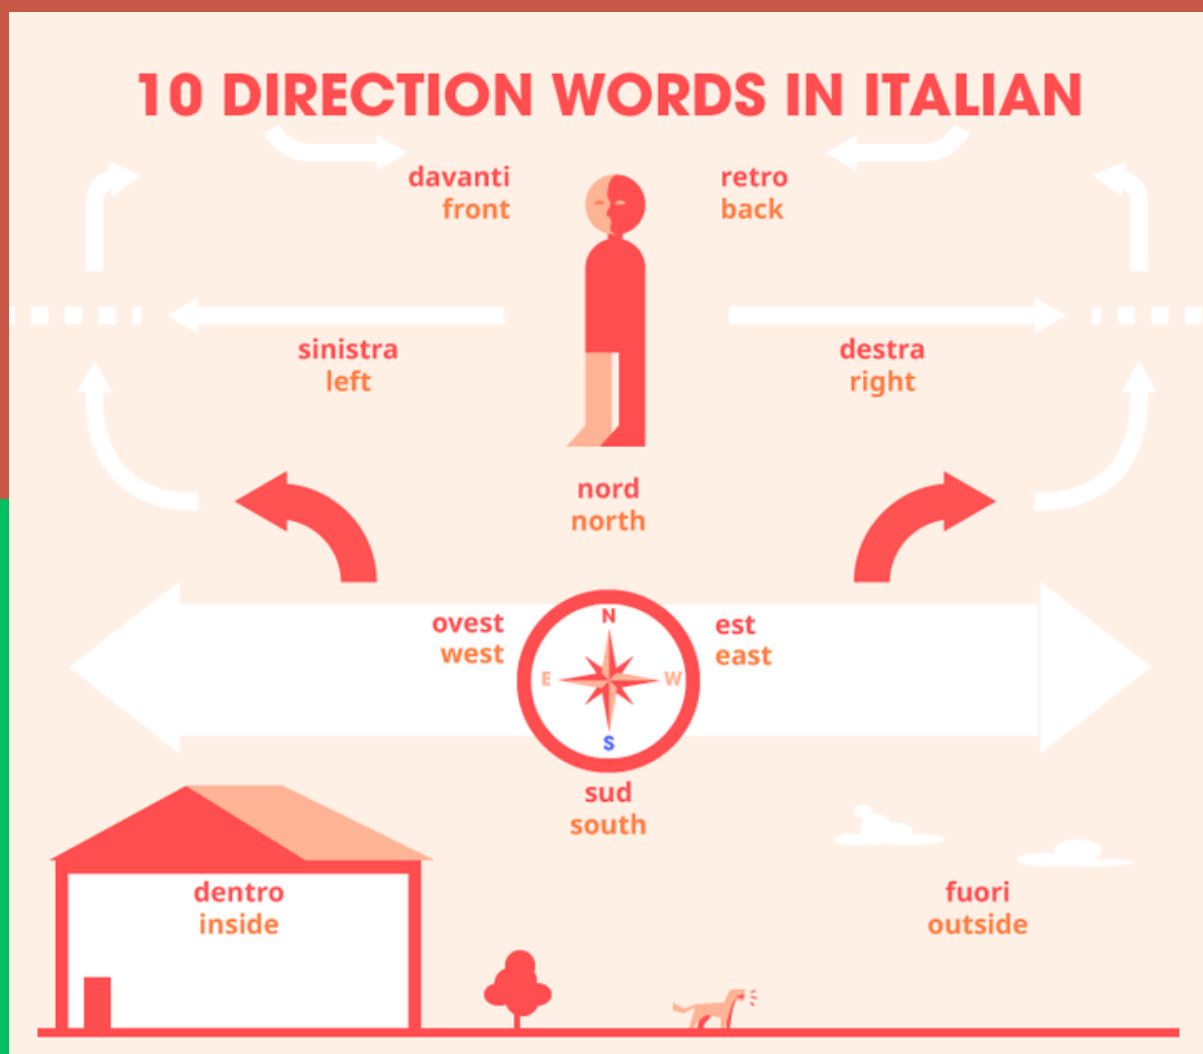 10 DIRECTION WORDS IN ITALIAN
davanti
front
retro
back
sinistra
left
destra
right
nord
north
ovest
west
N
E
W
S
est
east
sud
south
dentro
inside
fuori
outside